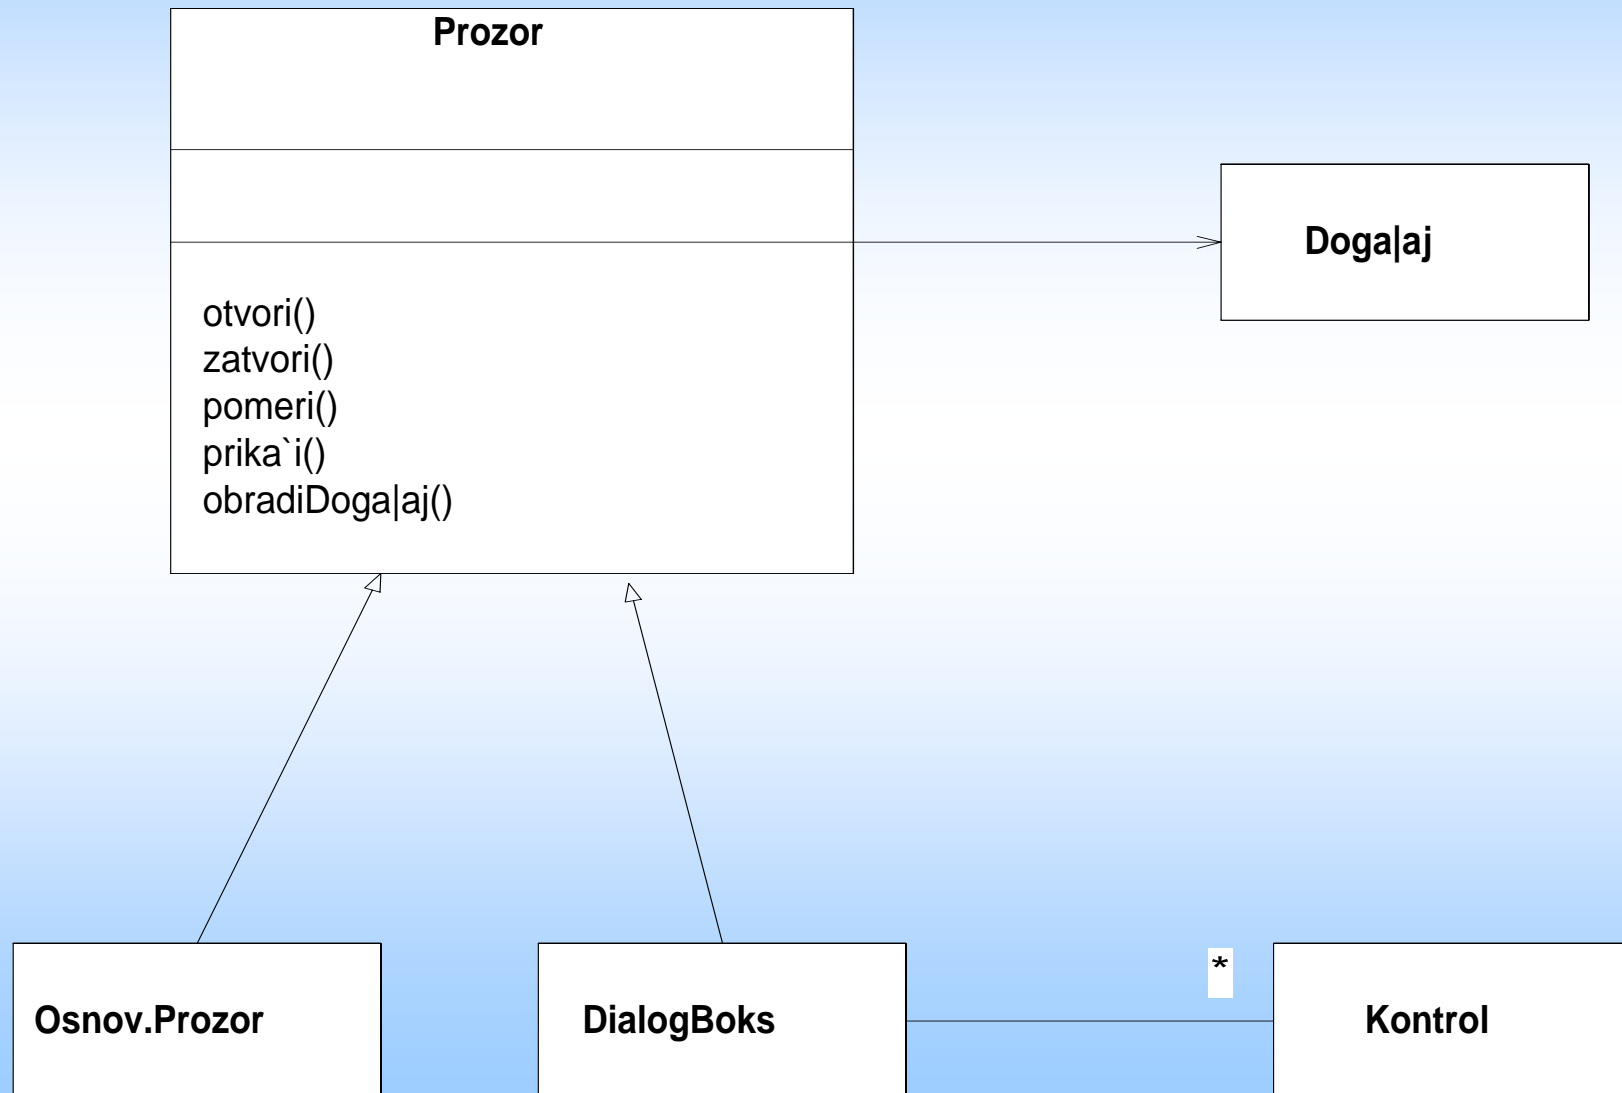 Prozor
Doga|aj
otvori()
zatvori()
pomeri()
prika`i()
obradiDoga|aj()
*
Osnov.Prozor
DialogBoks
Kontrol